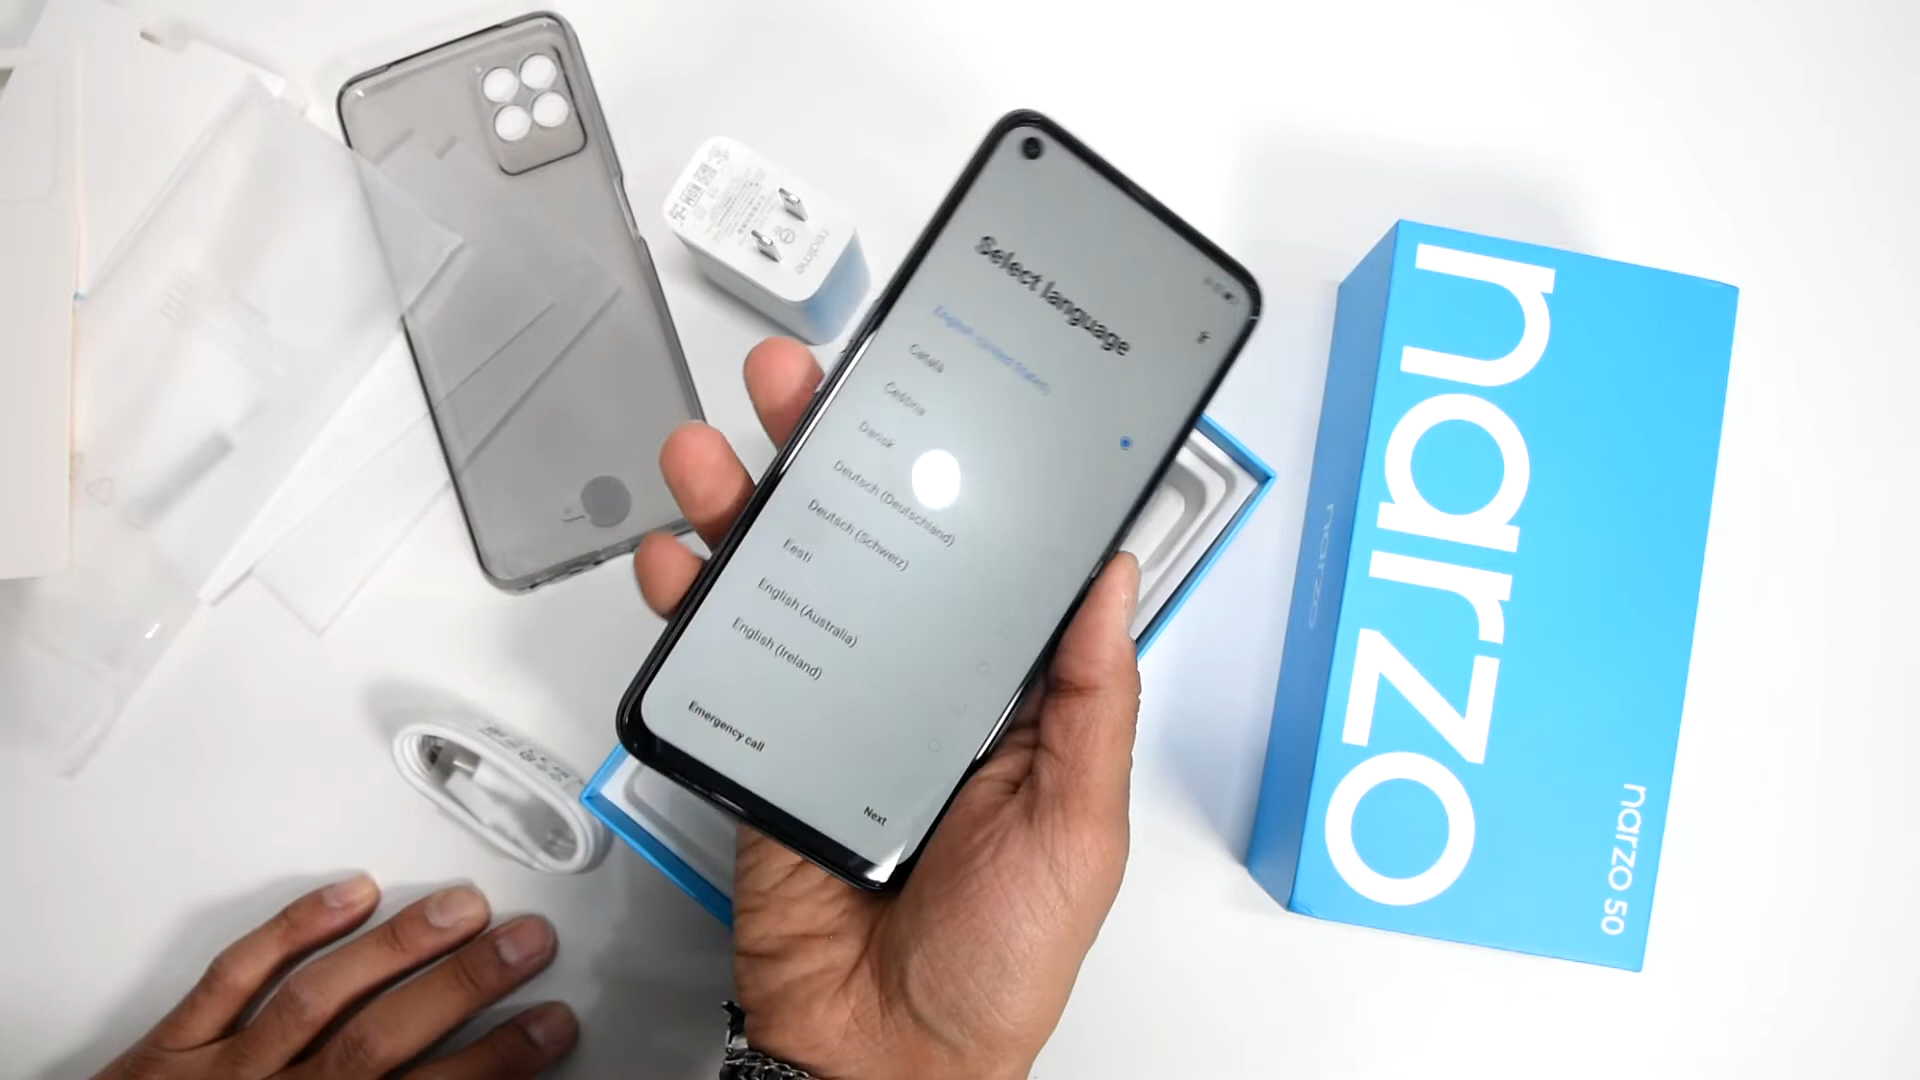 realme
Select language
English (United States)
Català
Čeština
Dansk
Deutsch (Deutschland)
Deutsch (Schweiz)
Eesti
English (Australia)
English (Ireland)
Emergency call
Next
narzo
narzo
narzo 50